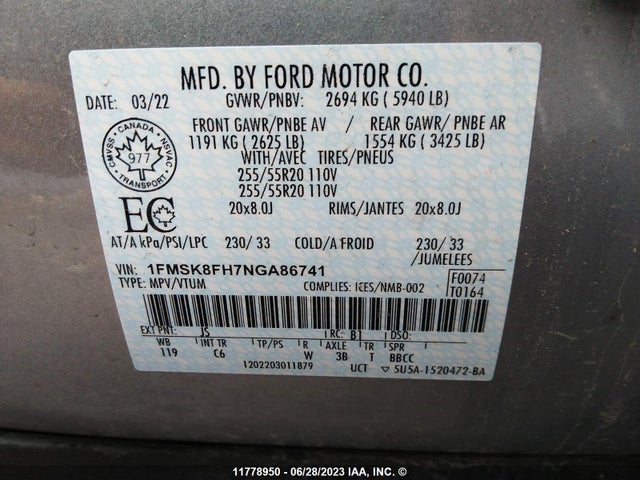 MFD. BY FORD MOTOR CO.
DATE: 03/22 GVWR/PNBV: 2694 KG ( 5940 LB)
FRONT GAWR/PNBE AV / REAR GAWR/ PNBE AR
1191 KG ( 2625 LB) 1554 KG ( 3425 LB)
WITH/AVEC TIRES/PNEUS
255/55R20 110V
255/55R20 110V
CANADA
CMVSS NSVAC
977
TRANSPORT
EC
20x8.0J RIMS/JANTES 20x8.0J
AT/A kPa/PSI/LPC 230/ 33 COLD/A FROID 230/ 33
/JUMELEES
VIN: 1FMSK8FH7NGA86741
TYPE: MPV/VTUM COMPLIES: ICES/NMB-002
F0074
T0164
EXT PNT: JS RC: B1 DSO:
WB INT TR TP/PS R AXLE TR SPR
119 C6 W 3B T BBCC
1202203011879 UCT ▽ 5U5A-1520472-BA
11778950 - 06/28/2023 IAA, INC. ©